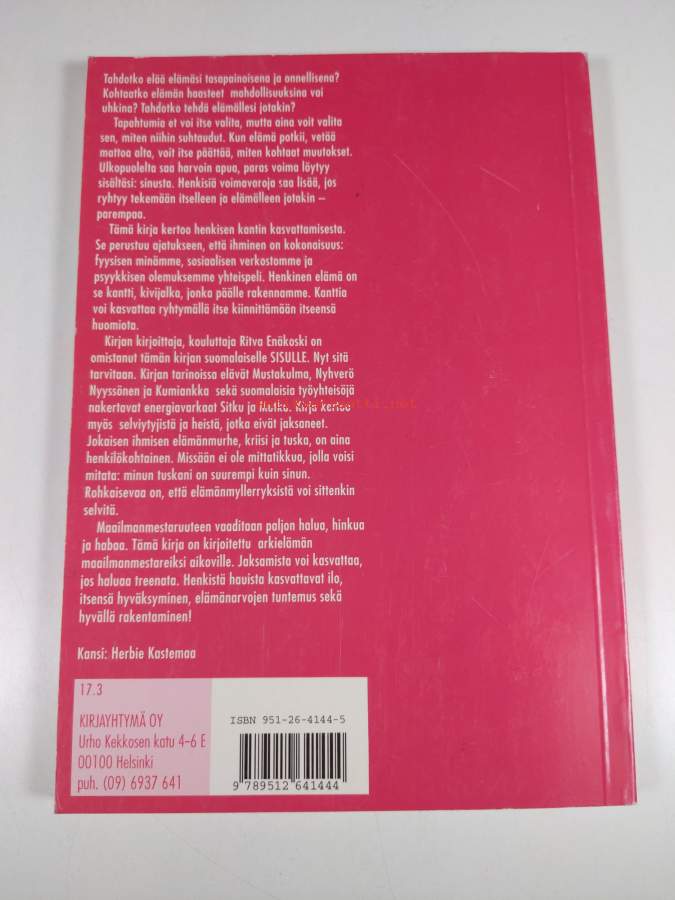 Tahdotko elää elämäsi tasapainoisena ja onnellisena?
Kohtaatko elämän haasteet mahdollisuuksina vai
uhkina? Tahdotko tehdä elämällesi jotakin?
Tapahtumia et voi itse valita, mutta aina voit valita
sen, miten niihin suhtaudut. Kun elämä potkii, vetää
mattoa alta, voit itse päättää, miten kohtaat muutokset.
Ulkopuolelta saa harvoin apua, paras voima löytyy
sisältäsi: sinusta. Henkisiä voimavaroja saa lisää, jos
ryhtyy tekemään itselleen ja elämälleen jotakin –
parempaa.
Tämä kirja kertoo henkisen kantin kasvattamisesta.
Se perustuu ajatukseen, että ihminen on kokonaisuus:
fyysisen minämme, sosiaalisen verkostomme ja
psyykkisen olemuksemme yhteispeli. Henkinen elämä on
se kantti, kivijalka, jonka päälle rakennamme. Kanttia
voi kasvattaa ryhtymällä itse kiinnittämään itseensä
huomiota.
Kirjan kirjoittaja, kouluttaja Ritva Enäkoski on
omistanut tämän kirjan suomalaiselle SISULLE. Nyt sitä
tarvitaan. Kirjan tarinoissa elävät Mustakulma, Nyhverö
Nyyssönen ja Kumiankka sekä suomalaisia työyhteisöjä
nakertavat energiavarkaat Sitku ja Mutku. Kirja kertoo
myös selviytyjistä ja heistä, jotka eivät jaksaneet.
Jokaisen ihmisen elämänmurhe, kriisi ja tuska, on aina
henkilökohtainen. Missään ei ole mittatikkua, jolla voisi
mitata: minun tuskani on suurempi kuin sinun.
Rohkaisevaa on, että elämänmyllerryksistä voi sittenkin
selvitä.
Maailmanmestaruuteen vaaditaan paljon halua, hinkua
ja habaa. Tämä kirja on kirjoitettu arkielämän
maailmanmestareiksi aikoville. Jaksamista voi kasvattaa,
jos haluaa treenata. Henkistä hauista kasvattavat ilo,
itsensä hyväksyminen, elämänarvojen tuntemus sekä
hyvällä rakentaminen!
Kansi: Herbie Kastemaa
17.3
KIRJAYHTYMÄ OY
Urho Kekkosen katu 4–6 E
00100 Helsinki
puh. (09) 6937 641
ISBN 951-26-4144-5
9 789512 641444